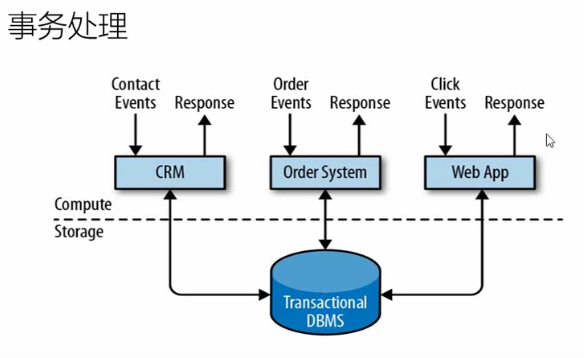 事务处理
Contact
Events
Response
Order
Events
Response
Click
Events
Response
CRM
Order System
Web App
Compute
Storage
Transactional
DBMS